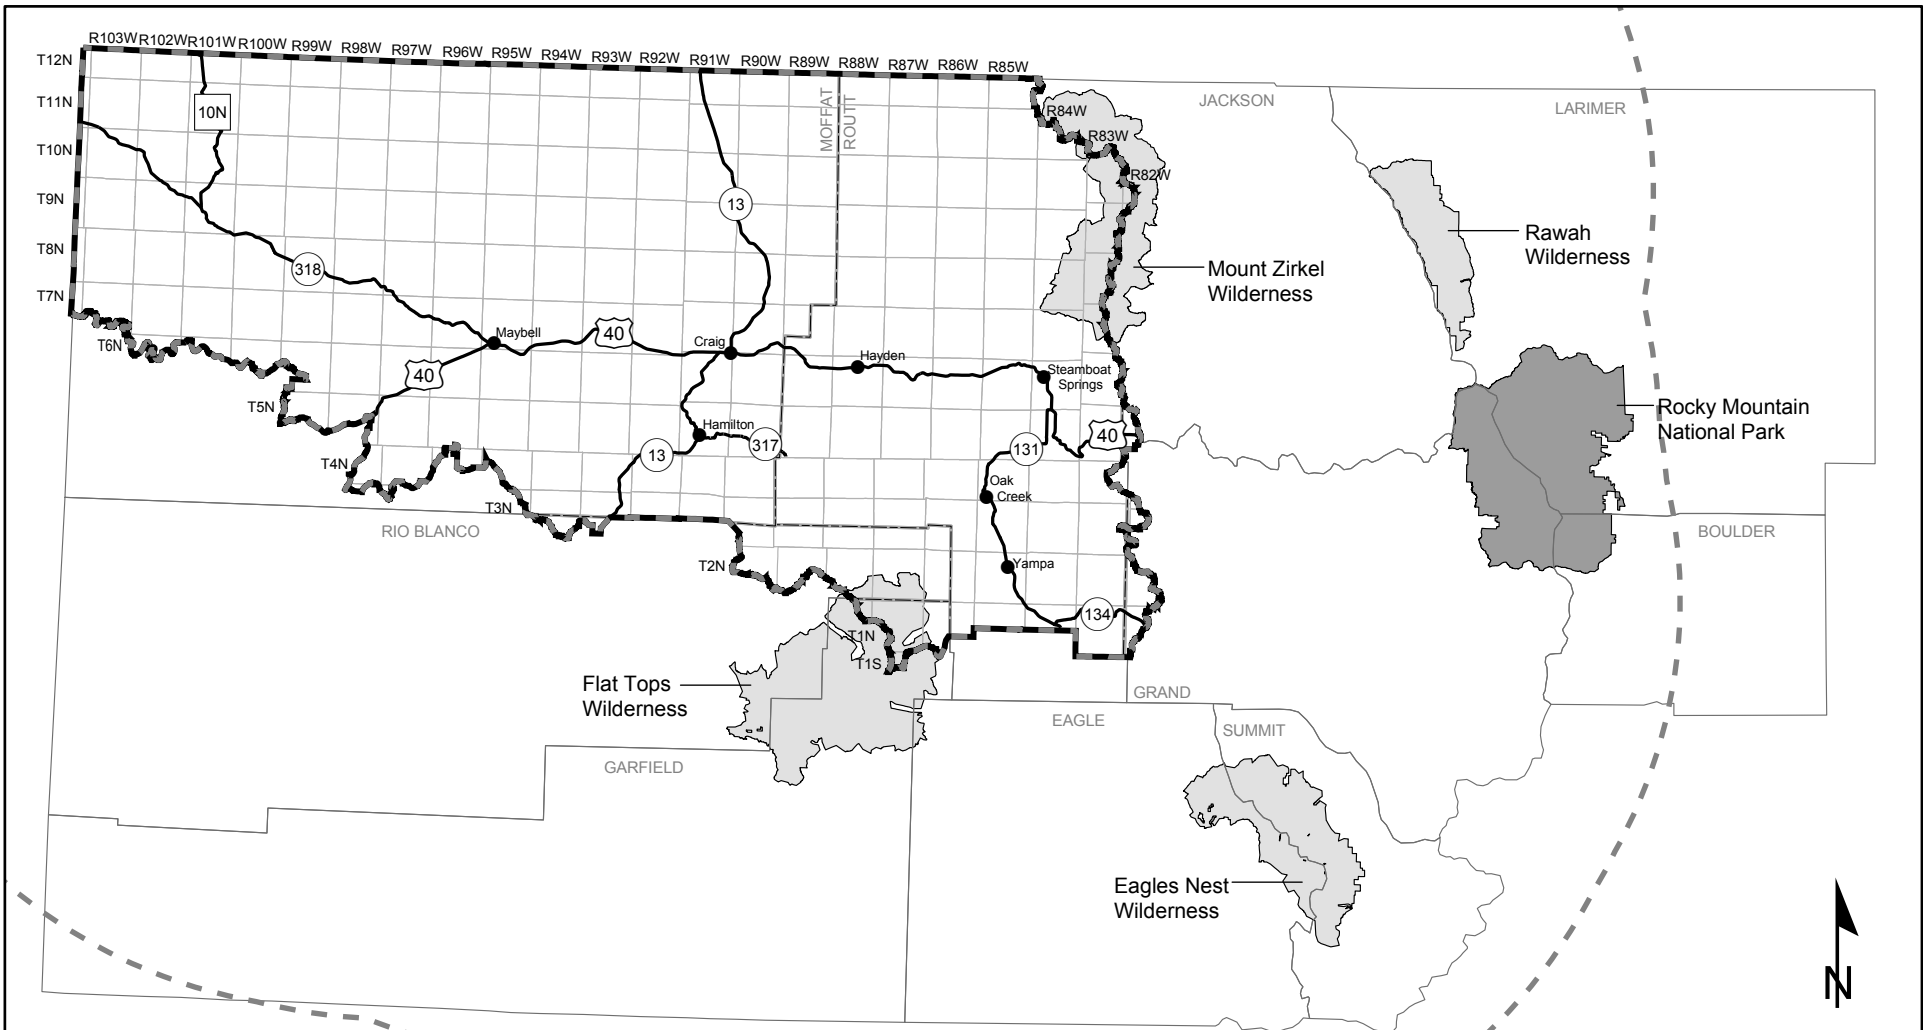 R103W R102W R101W R100W R99W R98W R97W R96W R95W R94W R93W R92W R91W R90W R89W R88W R87W R86W R85W
T12N
T11N
T10N
T9N
T8N
T7N
T6N
T5N
T4N
T3N
T2N
T1N
T1S
R84W
R83W
R82W
10N
MOFFAT
ROUTT
JACKSON
LARIMER
13
318
Rawah
Wilderness
Mount Zirkel
Wilderness
Maybell
40
Craig
Hayden
40
Steamboat
Springs
Rocky Mountain
National Park
Hamilton
317
13
131
40
Oak
Creek
RIO BLANCO
BOULDER
Yampa
134
Flat Tops
Wilderness
GRAND
EAGLE
SUMMIT
GARFIELD
Eagles Nest
Wilderness
N